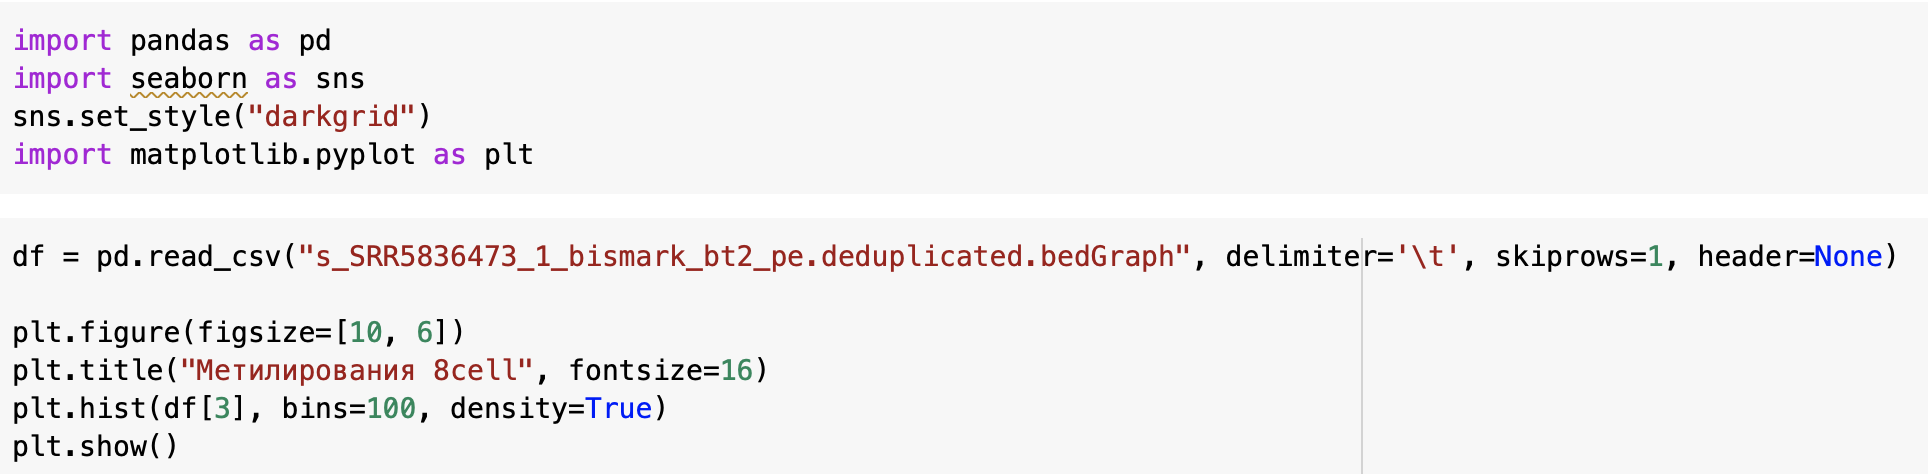 import pandas as pd
import seaborn as sns
sns.set_style("darkgrid")
import matplotlib.pyplot as plt
df = pd.read_csv("s_SRR5836473_1_bismark_bt2_pe.deduplicated.bedGraph", delimiter='\t', skiprows=1, header=None)
plt.figure(figsize=[10, 6])
plt.title("Метилирования 8cell", fontsize=16)
plt.hist(df[3], bins=100, density=True)
plt.show()